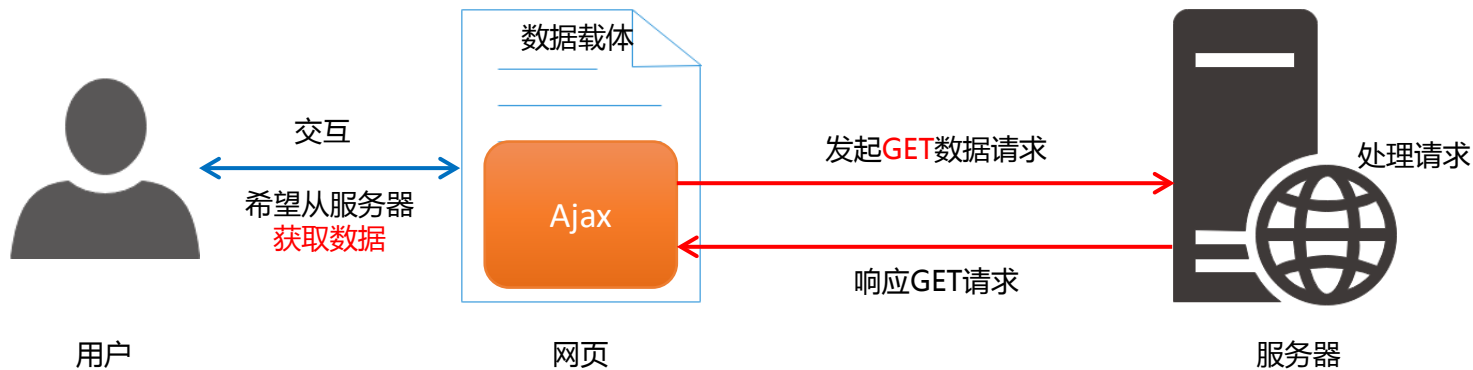 数据载体
交互
希望从服务器
获取数据
Ajax
发起GET数据请求
响应GET请求
处理请求
用户
网页
服务器